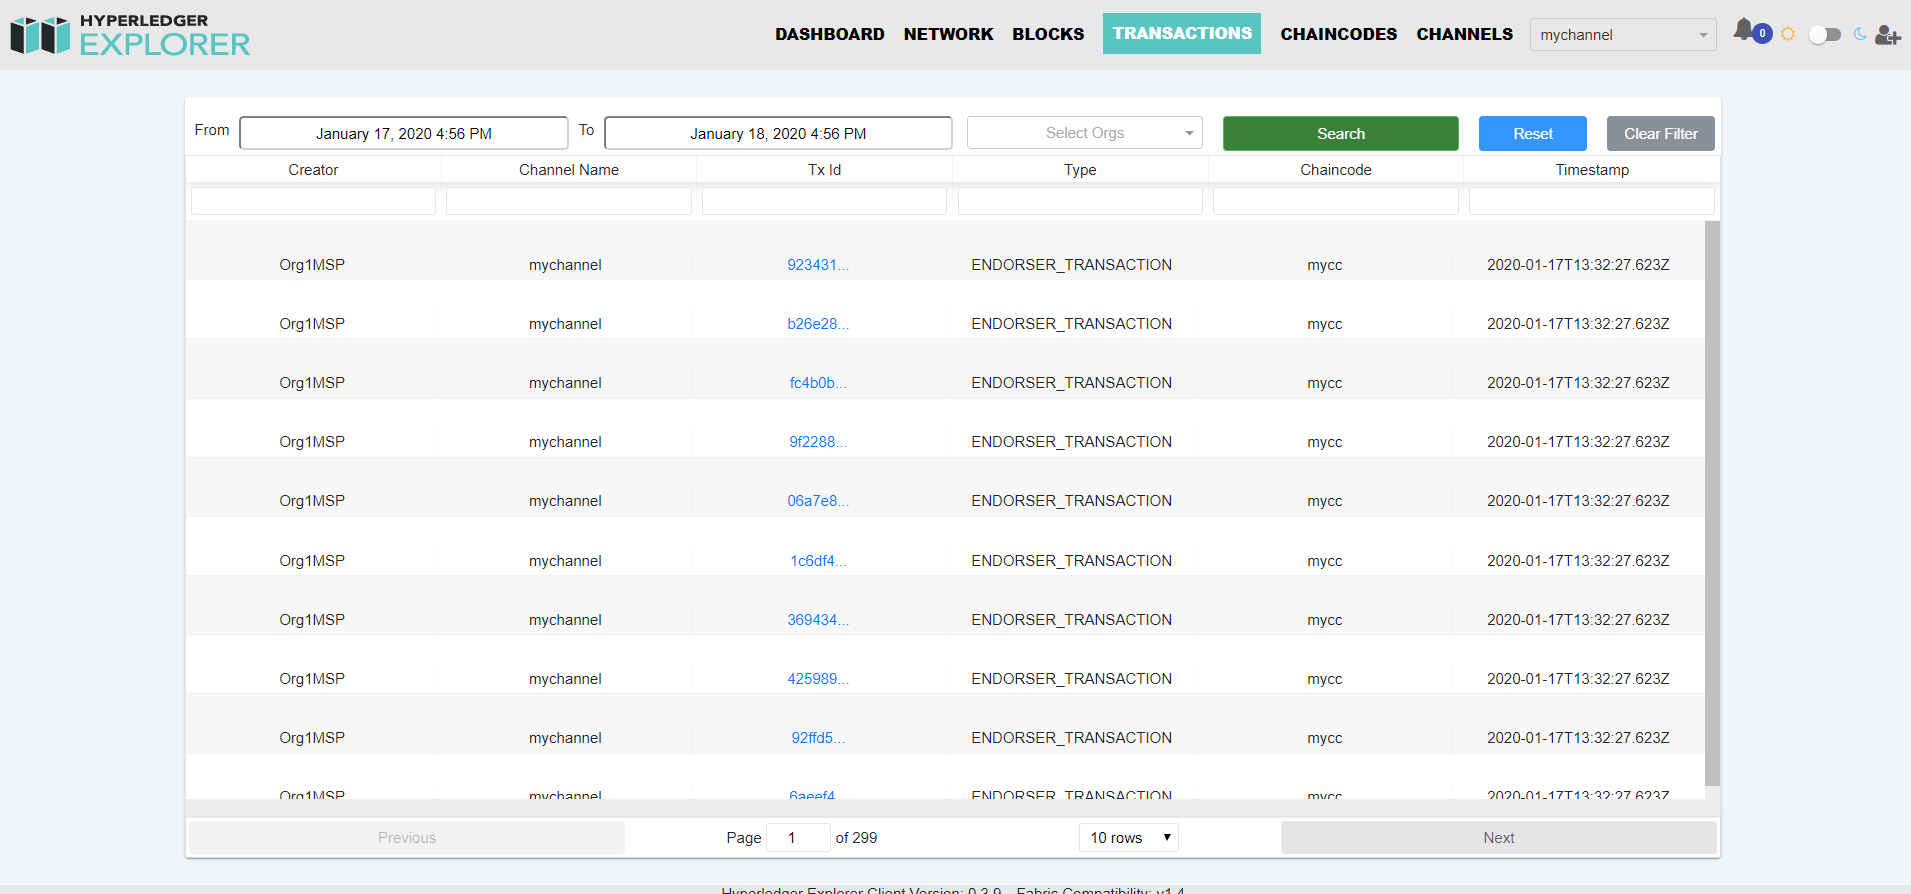 HYPERLEDGER
EXPLORER
DASHBOARD NETWORK BLOCKS TRANSACTIONS CHAINCODES CHANNELS mychannel 0
From January 17, 2020 4:56 PM To January 18, 2020 4:56 PM Select Orgs Search Reset Clear Filter
Creator Channel Name Tx Id Type Chaincode Timestamp
Org1MSP mychannel 923431... ENDORSER_TRANSACTION mycc 2020-01-17T13:32:27.623Z
Org1MSP mychannel b26e28... ENDORSER_TRANSACTION mycc 2020-01-17T13:32:27.623Z
Org1MSP mychannel fc4b0b... ENDORSER_TRANSACTION mycc 2020-01-17T13:32:27.623Z
Org1MSP mychannel 9f2288... ENDORSER_TRANSACTION mycc 2020-01-17T13:32:27.623Z
Org1MSP mychannel 06a7e8... ENDORSER_TRANSACTION mycc 2020-01-17T13:32:27.623Z
Org1MSP mychannel 1c6df4... ENDORSER_TRANSACTION mycc 2020-01-17T13:32:27.623Z
Org1MSP mychannel 369434... ENDORSER_TRANSACTION mycc 2020-01-17T13:32:27.623Z
Org1MSP mychannel 425989... ENDORSER_TRANSACTION mycc 2020-01-17T13:32:27.623Z
Org1MSP mychannel 92ffd5... ENDORSER_TRANSACTION mycc 2020-01-17T13:32:27.623Z
Org1MSP mychannel 6aeef4... ENDORSER_TRANSACTION mycc 2020-01-17T13:32:27.623Z
Previous Page 1 of 299 10 rows Next
Hyperledger Explorer Client Version: 0.3.9 Fabric Compatibility: v1.4